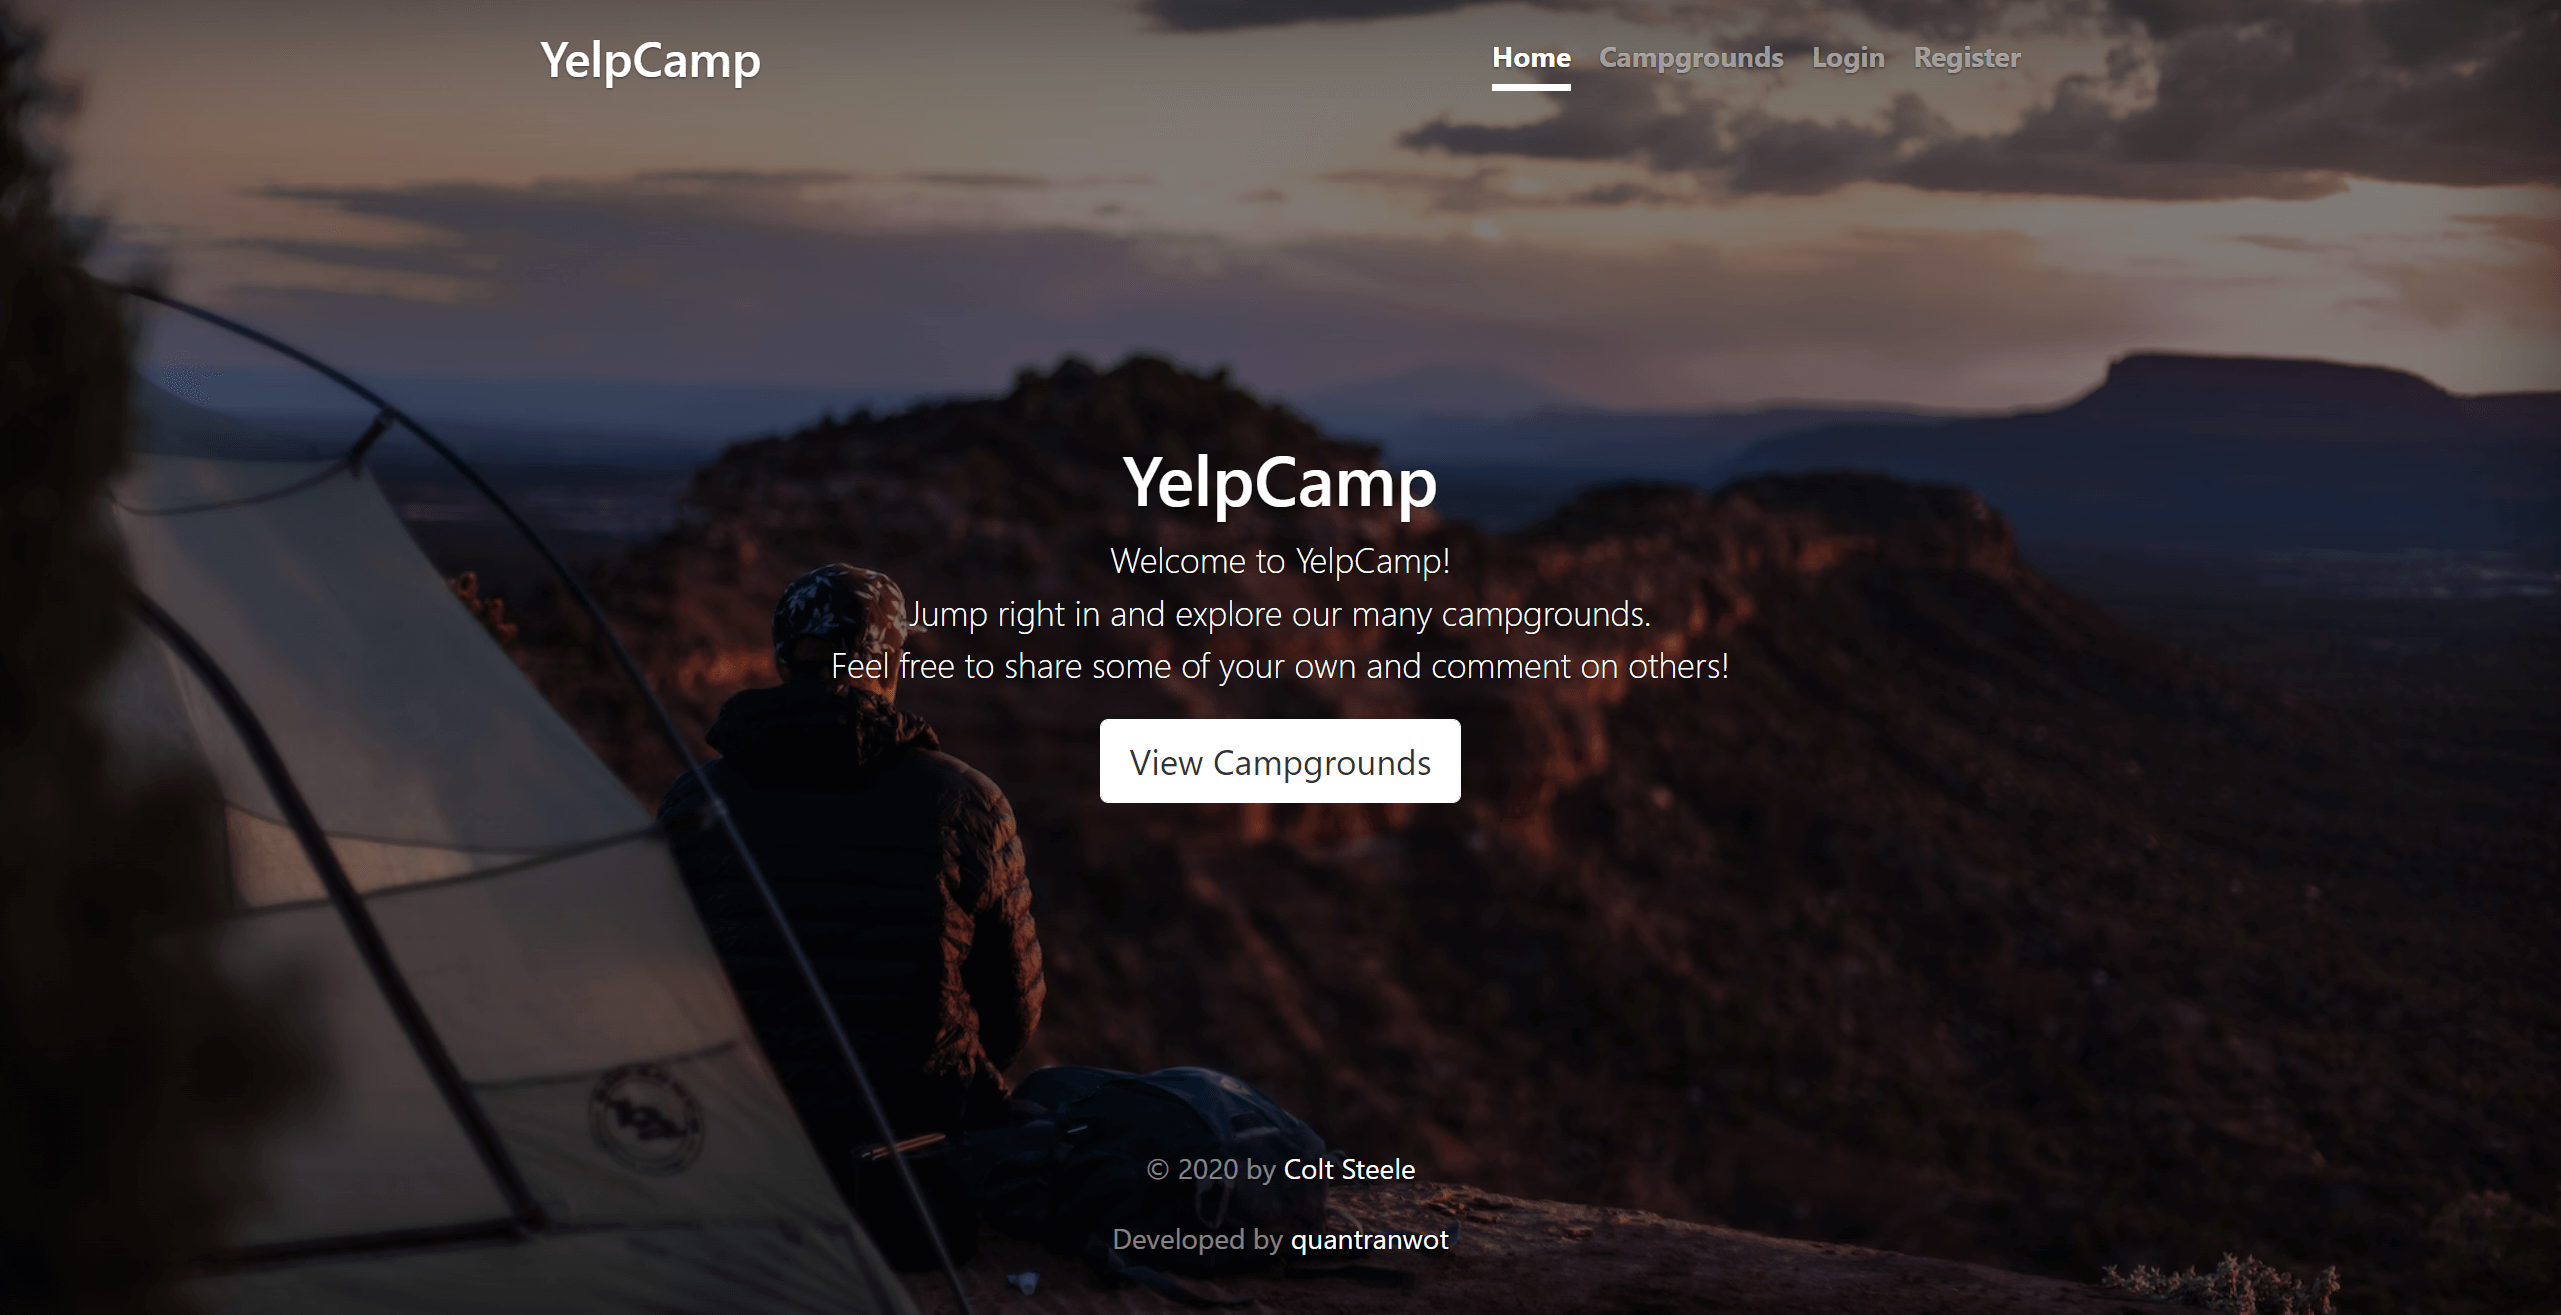 YelpCamp
Home Campgrounds Login Register
YelpCamp
Welcome to YelpCamp!
Jump right in and explore our many campgrounds.
Feel free to share some of your own and comment on others!
View Campgrounds
© 2020 by Colt Steele
Developed by quantranwot